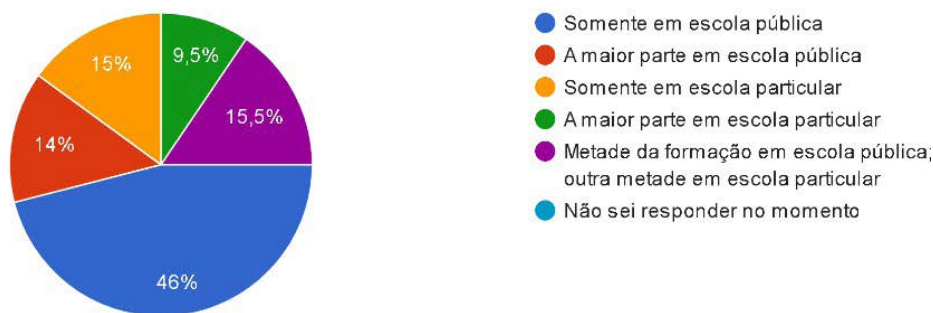 15%
9,5%
15,5%
14%
46%
Somente em escola pública
A maior parte em escola pública
Somente em escola particular
A maior parte em escola particular
Metade da formação em escola pública;
outra metade em escola particular
Não sei responder no momento